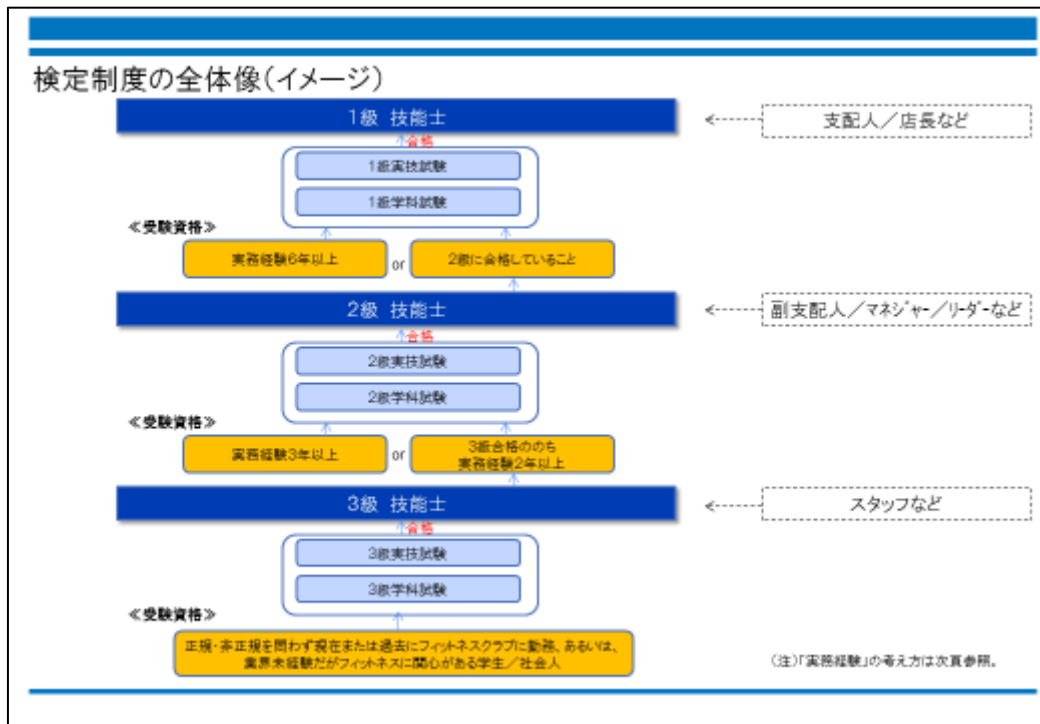 検定制度の全体像(イメージ)
1級 技能士
支配人／店長など
合格
1級実技試験
1級学科試験
≪受験資格≫
実務経験6年以上
or
2級に合格していること
2級 技能士
副支配人／マネジャー／リーダーなど
合格
2級実技試験
2級学科試験
≪受験資格≫
実務経験3年以上
or
3級合格ののち
実務経験2年以上
3級 技能士
スタッフなど
合格
3級実技試験
3級学科試験
≪受験資格≫
正規・非正規を問わず現在または過去にフィットネスクラブに勤務、あるいは、
業界未経験だがフィットネスに関心がある学生／社会人
(注)「実務経験」の考え方は次頁参照。